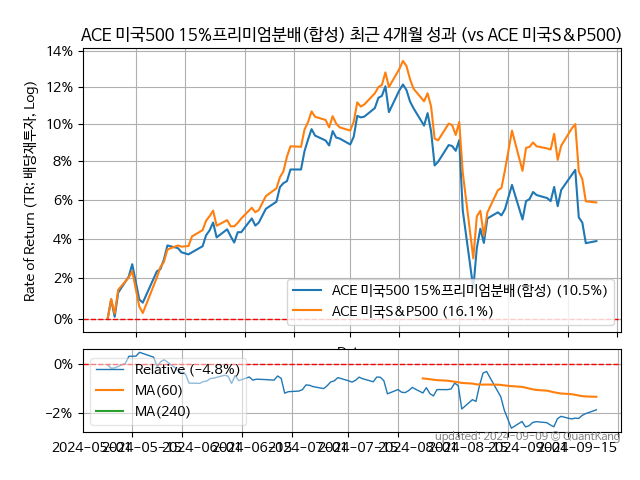 ACE 미국500 15%프리미엄분배(합성) 최근 4개월 성과 (vs ACE 미국S&P500)
Rate of Return (TR: 배당재투자, Log)
14%
12%
10%
8%
6%
4%
2%
0%
ACE 미국500 15%프리미엄분배(합성) (10.5%)
ACE 미국S&P500 (16.1%)
0%
−2%
Relative (−4.8%)
MA(60)
MA(240)
updated: 2024-09-09 © QuantKang